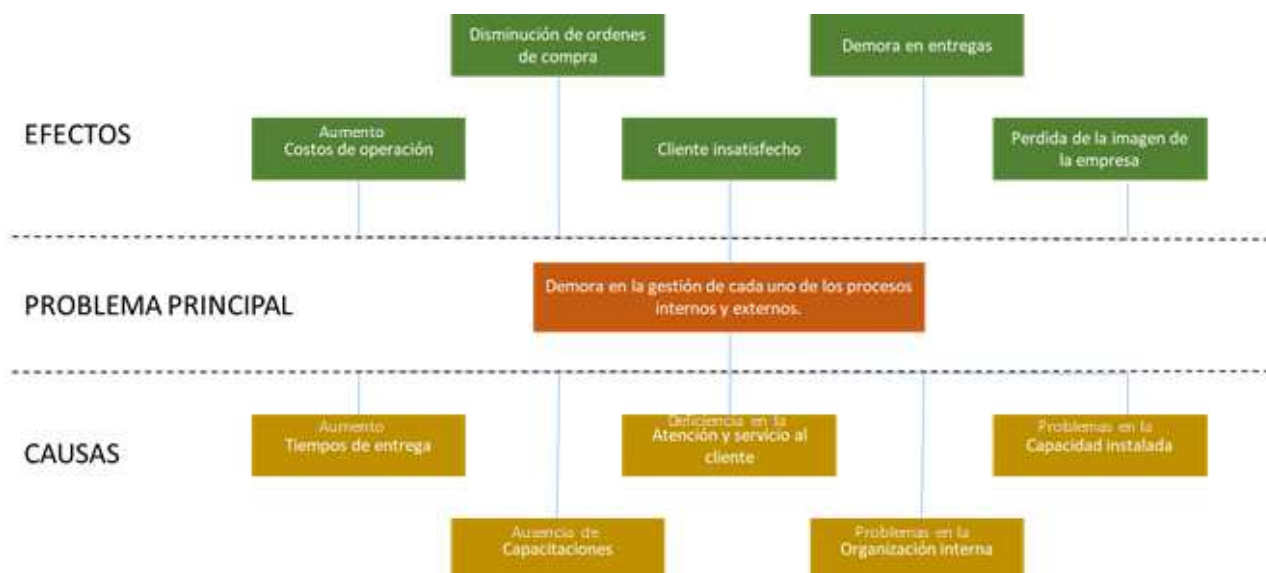 Disminución de ordenes
de compra
Demora en entregas
EFECTOS
Aumento
Costos de operación
Cliente insatisfecho
Perdida de la imagen de
la empresa
PROBLEMA PRINCIPAL
Demora en la gestión de cada uno de los procesos
internos y externos.
CAUSAS
Aumento
Tiempos de entrega
Deficiencia en la
Atención y servicio al
cliente
Problemas en la
Capacidad instalada
Ausencia de
Capacitaciones
Problemas en la
Organización interna